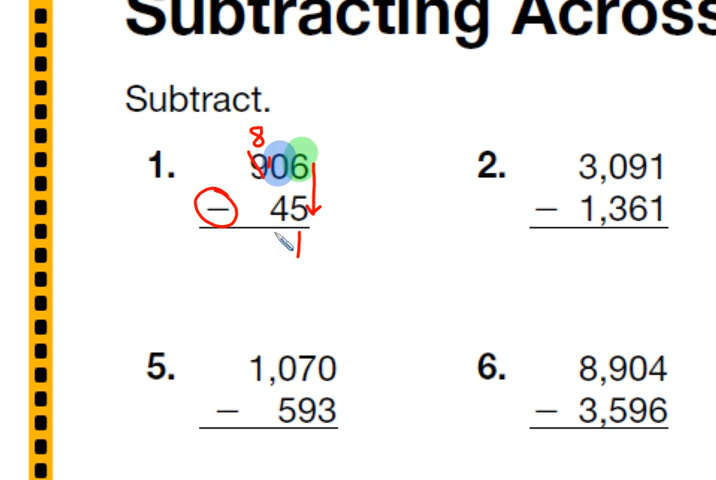 Subtracting Across
Subtract.
8
1. 906 2. 3,091
− 45 − 1,361
1
5. 1,070 6. 8,904
− 593 − 3,596